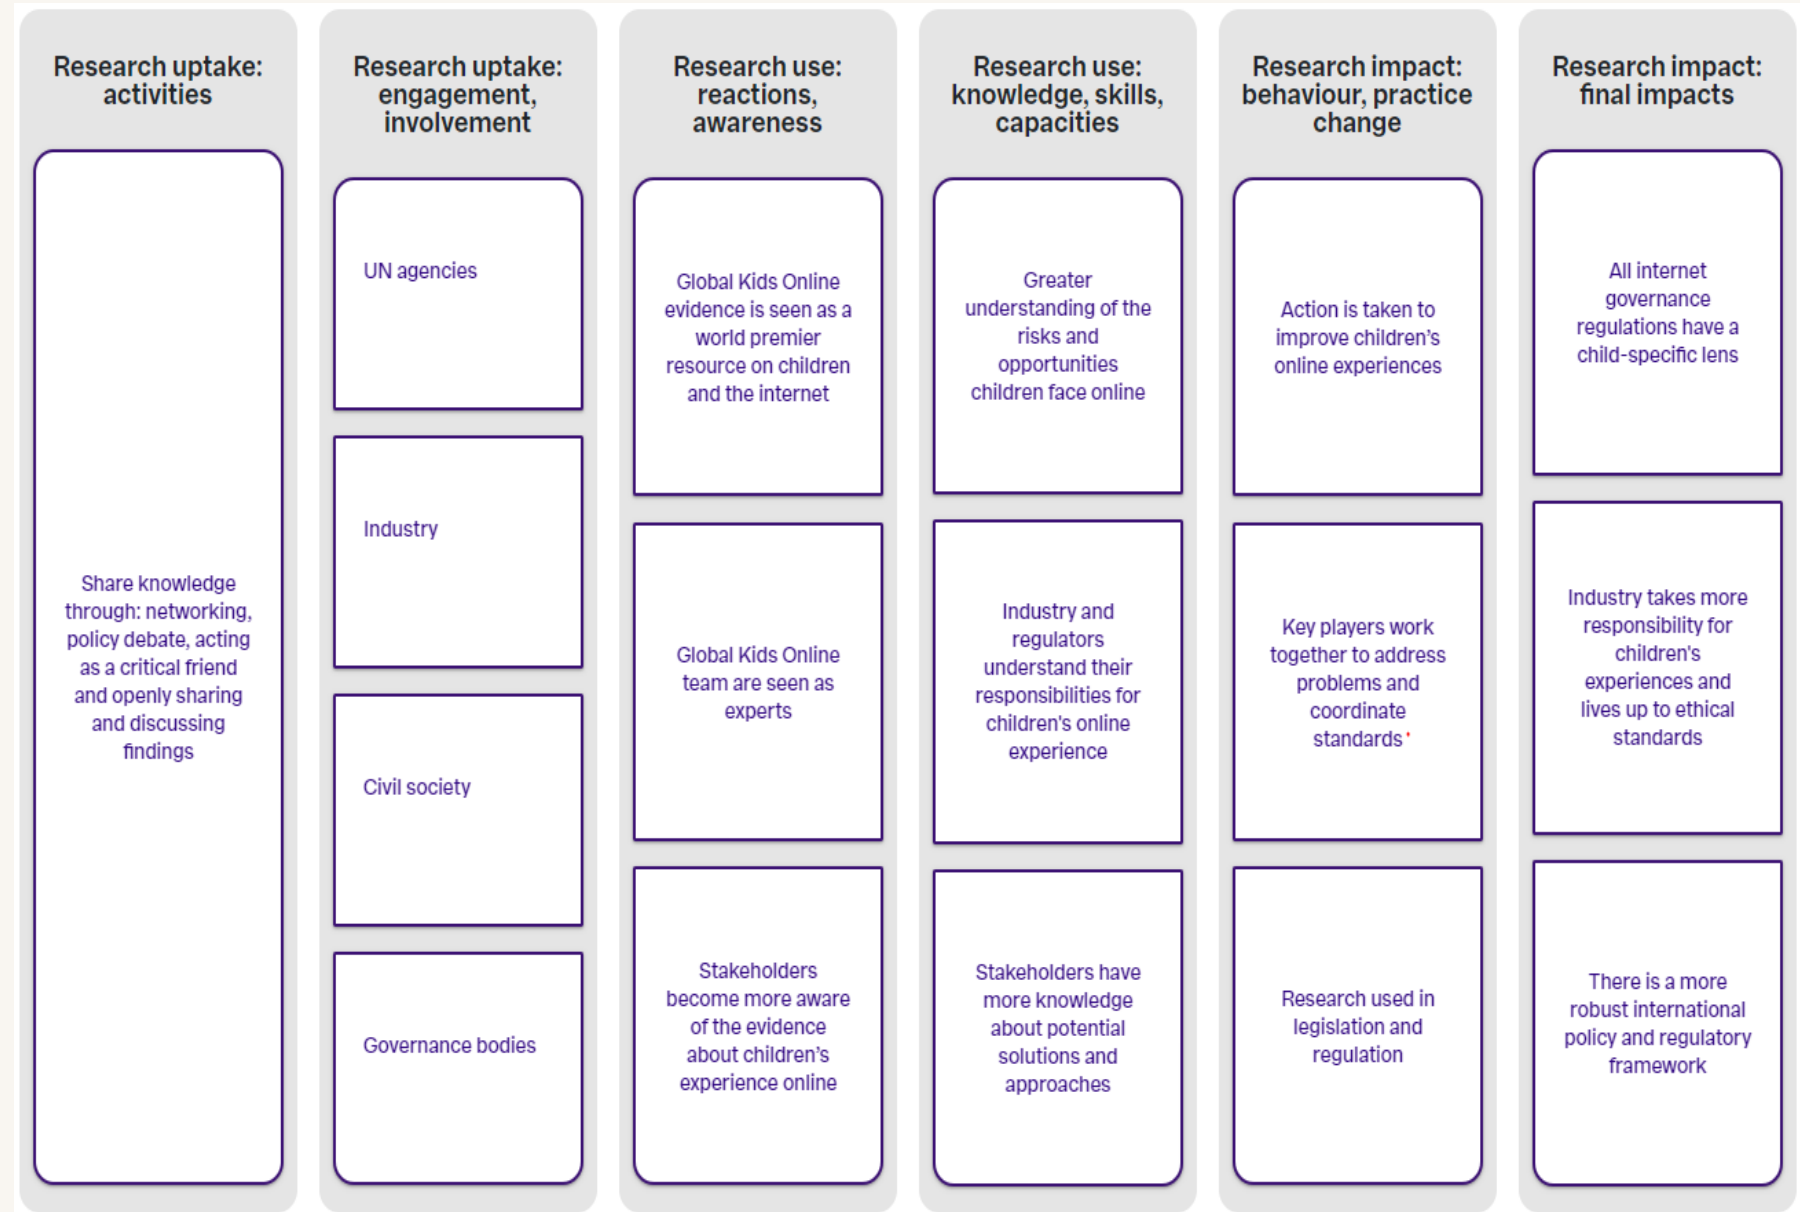 Research uptake:
activities
Share knowledge
through: networking,
policy debate, acting
as a critical friend
and openly sharing
and discussing
findings
Research uptake:
engagement,
involvement
UN agencies
Industry
Civil society
Governance bodies
Research use:
reactions,
awareness
Global Kids Online
evidence is seen as a
world premier
resource on children
and the internet
Global Kids Online
team are seen as
experts
Stakeholders
become more aware
of the evidence
about children’s
experience online
Research use:
knowledge, skills,
capacities
Greater
understanding of the
risks and
opportunities
children face online
Industry and
regulators
understand their
responsibilities for
children's online
experience
Stakeholders have
more knowledge
about potential
solutions and
approaches
Research impact:
behaviour, practice
change
Action is taken to
improve children’s
online experiences
Key players work
together to address
problems and
coordinate
standards
Research used in
legislation and
regulation
Research impact:
final impacts
All internet
governance
regulations have a
child-specific lens
Industry takes more
responsibility for
children's
experiences and
lives up to ethical
standards
There is a more
robust international
policy and regulatory
framework